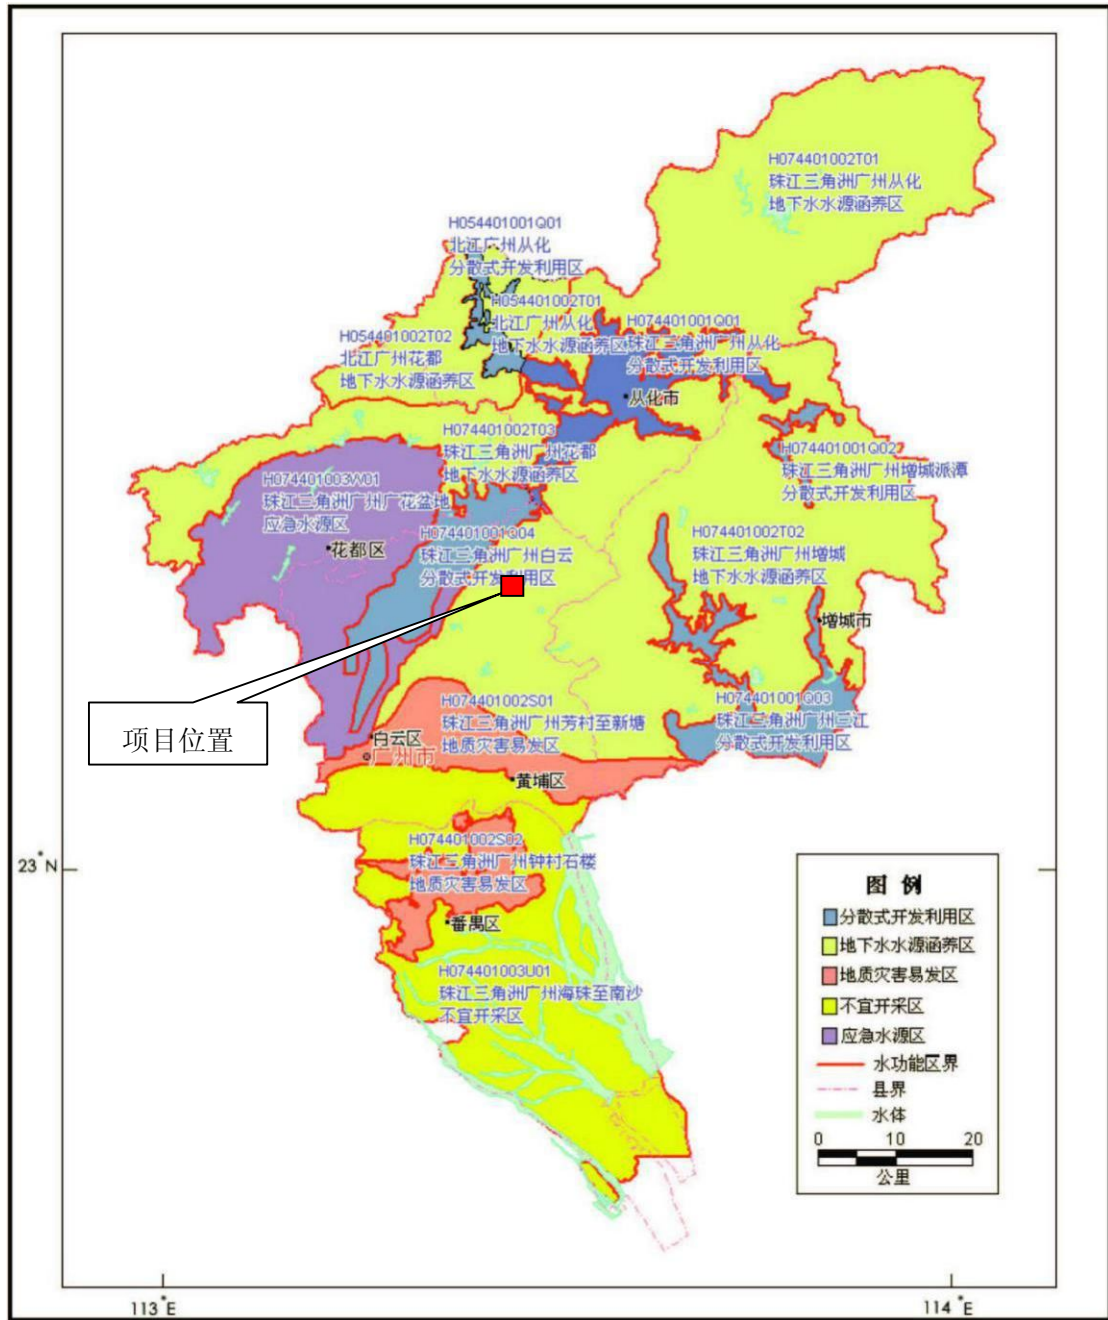 H074401002T01
珠江三角洲广州从化
地下水水源涵养区
H054401001Q01
北江广州从化
分散式开发利用区
H054401002T01
北江广州从化
地下水水源涵养区
H074401001Q01
珠江三角洲广州从化
分散式开发利用区
H054401002T02
北江广州花都
地下水水源涵养区
从化市
H074401002T03
珠江三角洲广州花都
地下水水源涵养区
H074401001Q02
珠江三角洲广州增城派潭
分散式开发利用区
H074401003W01
珠江三角洲广州广花盆地
应急水源区
花都区
H074401001Q04
珠江三角洲广州白云
分散式开发利用区
H074401002T02
珠江三角洲广州增城
地下水水源涵养区
增城市
项目位置
H074401002S01
珠江三角洲广州芳村至新塘
地质灾害易发区
H074401001Q03
珠江三角洲广州三江
分散式开发利用区
白云区
广州市
黄埔区
H074401002S02
珠江三角洲广州钟村石楼
地质灾害易发区
番禺区
H074401003U01
珠江三角洲广州海珠至南沙
不宜开采区
23°N
图 例
分散式开发利用区
地下水水源涵养区
地质灾害易发区
不宜开采区
应急水源区
水功能区界
县界
水体
0 10 20
公里
113°E
114°E